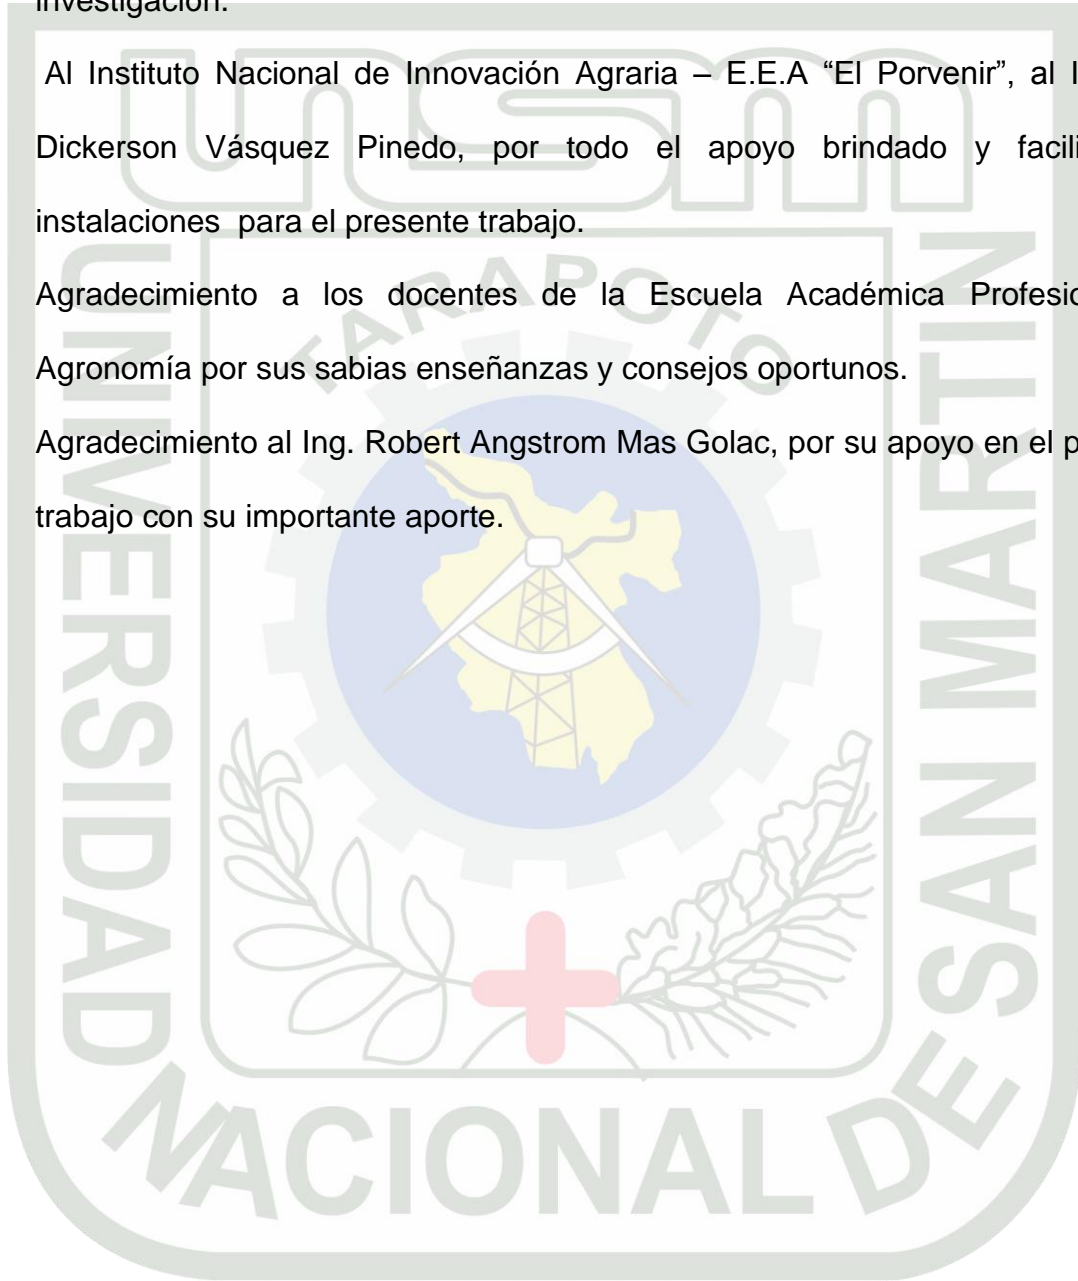 investigación.
Al Instituto Nacional de Innovación Agraria – E.E.A “El Porvenir”, al
Dickerson Vásquez Pinedo, por todo el apoyo brindado y
instalaciones para el presente trabajo.
Agradecimiento a los docentes de la Escuela Académica
Agronomía por sus sabias enseñanzas y consejos oportunos.
Agradecimiento al Ing. Robert Angstrom Mas Golac, por su apoyo en el
trabajo con su importante aporte.
unsm
TARAPOTO
UNIVERSIDAD
NACIONAL DE
SAN MARTIN